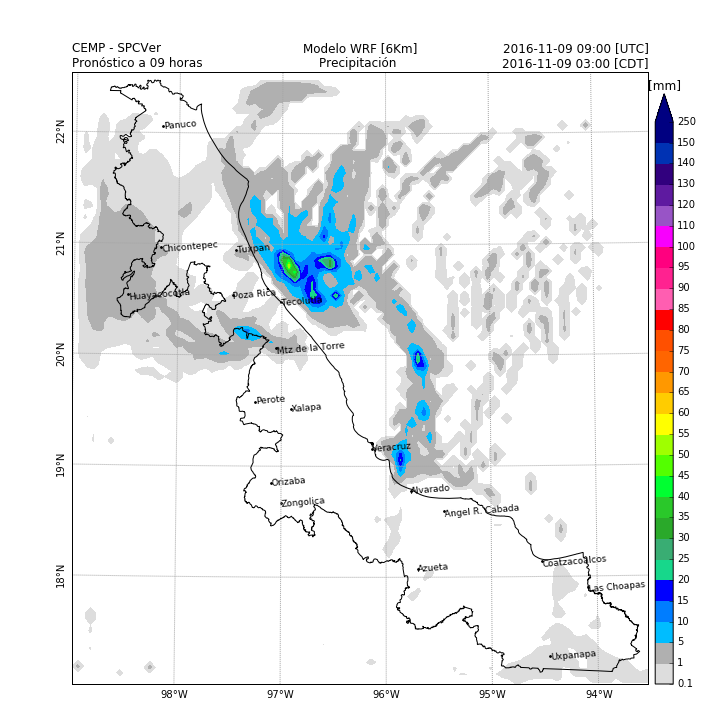 CEMP - SPCVer
Modelo WRF [6Km]
2016-11-09 09:00 [UTC]
Pronóstico a 09 horas
Precipitación
2016-11-09 03:00 [CDT]
[mm]
250
150
140
130
120
110
100
95
90
85
80
75
70
65
60
55
50
45
40
35
30
25
20
15
10
5
1
0.1
22°N
21°N
20°N
19°N
18°N
98°W
97°W
96°W
95°W
94°W
Panuco
Chicontepec
Tuxpan
Huayacocotla
Poza Rica
Mtz de la Torre
Perote
Xalapa
Veracruz
Orizaba
Alvarado
Zongolica
Angel R. Cabada
Azueta
Coatzacoalcos
Las Choapas
Uxpanapa